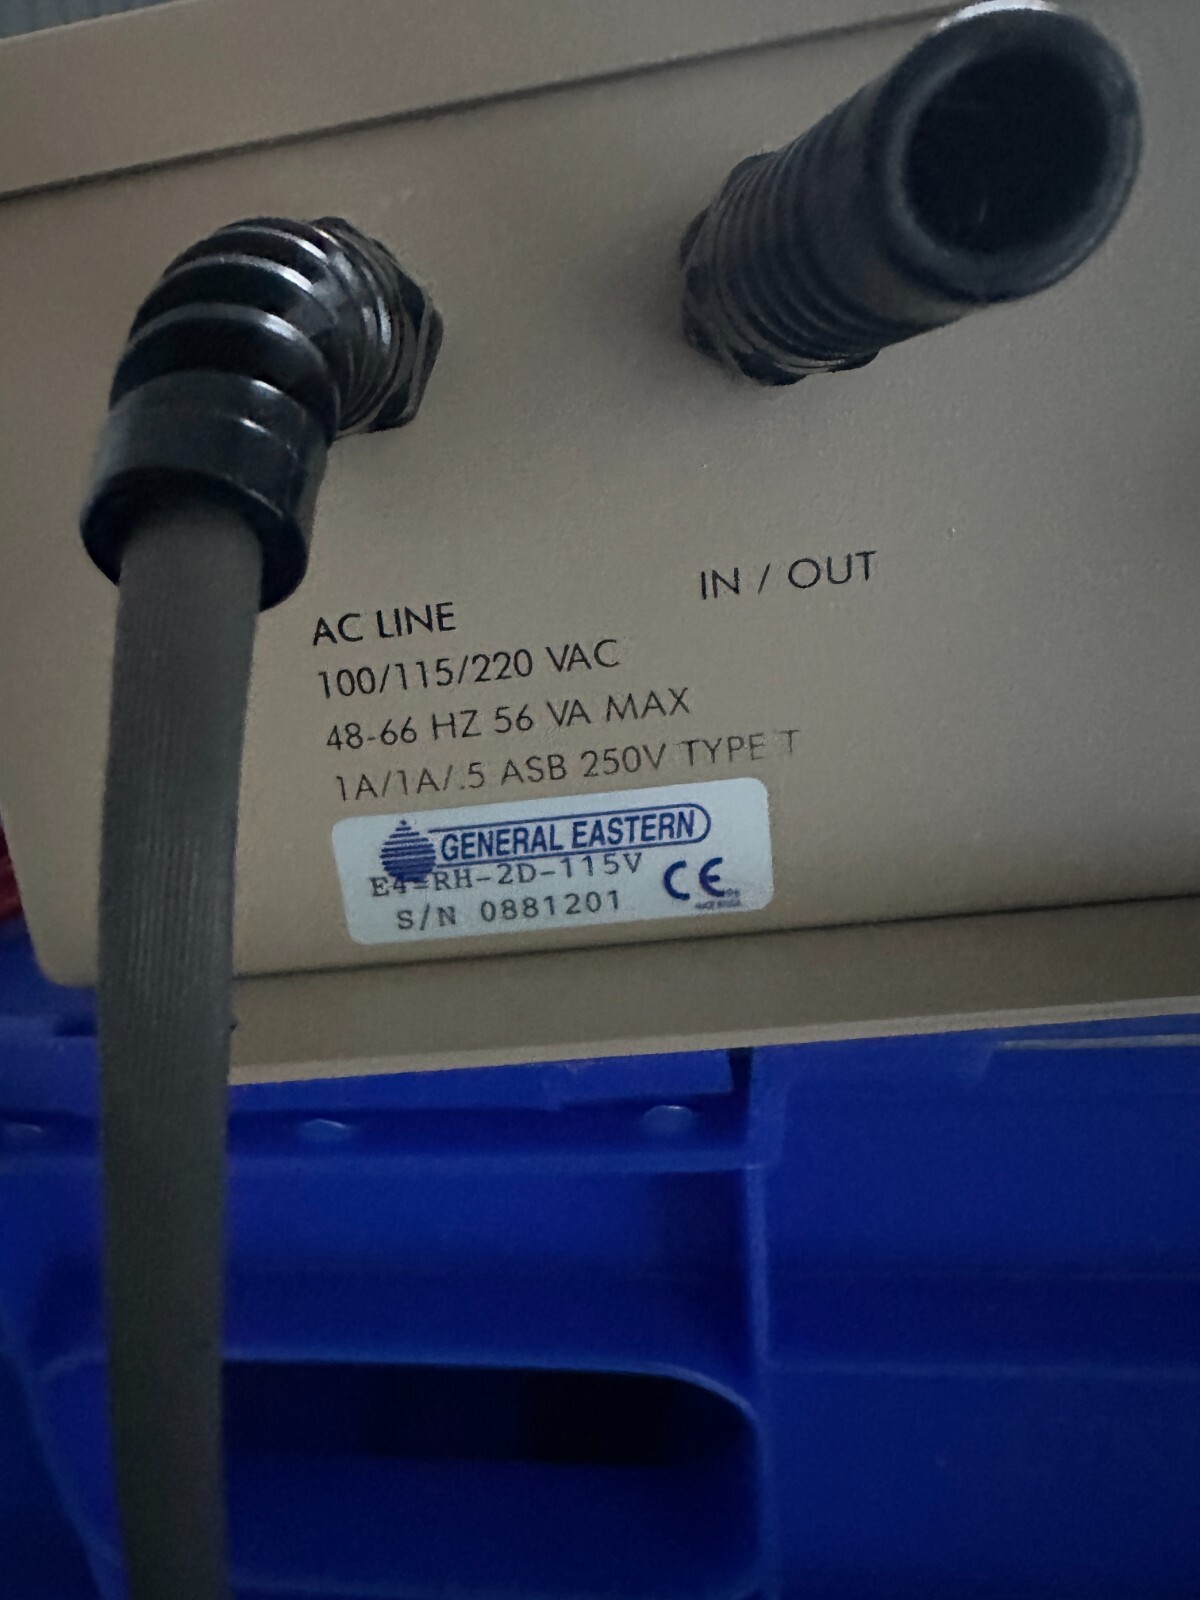 IN / OUT
AC LINE
100/115/220 VAC
48-66 HZ 56 VA MAX
1A/1A/.5 ASB 250V TYPE T
GENERAL EASTERN
E4-RH-2D-115V
CE
S/N 0881201